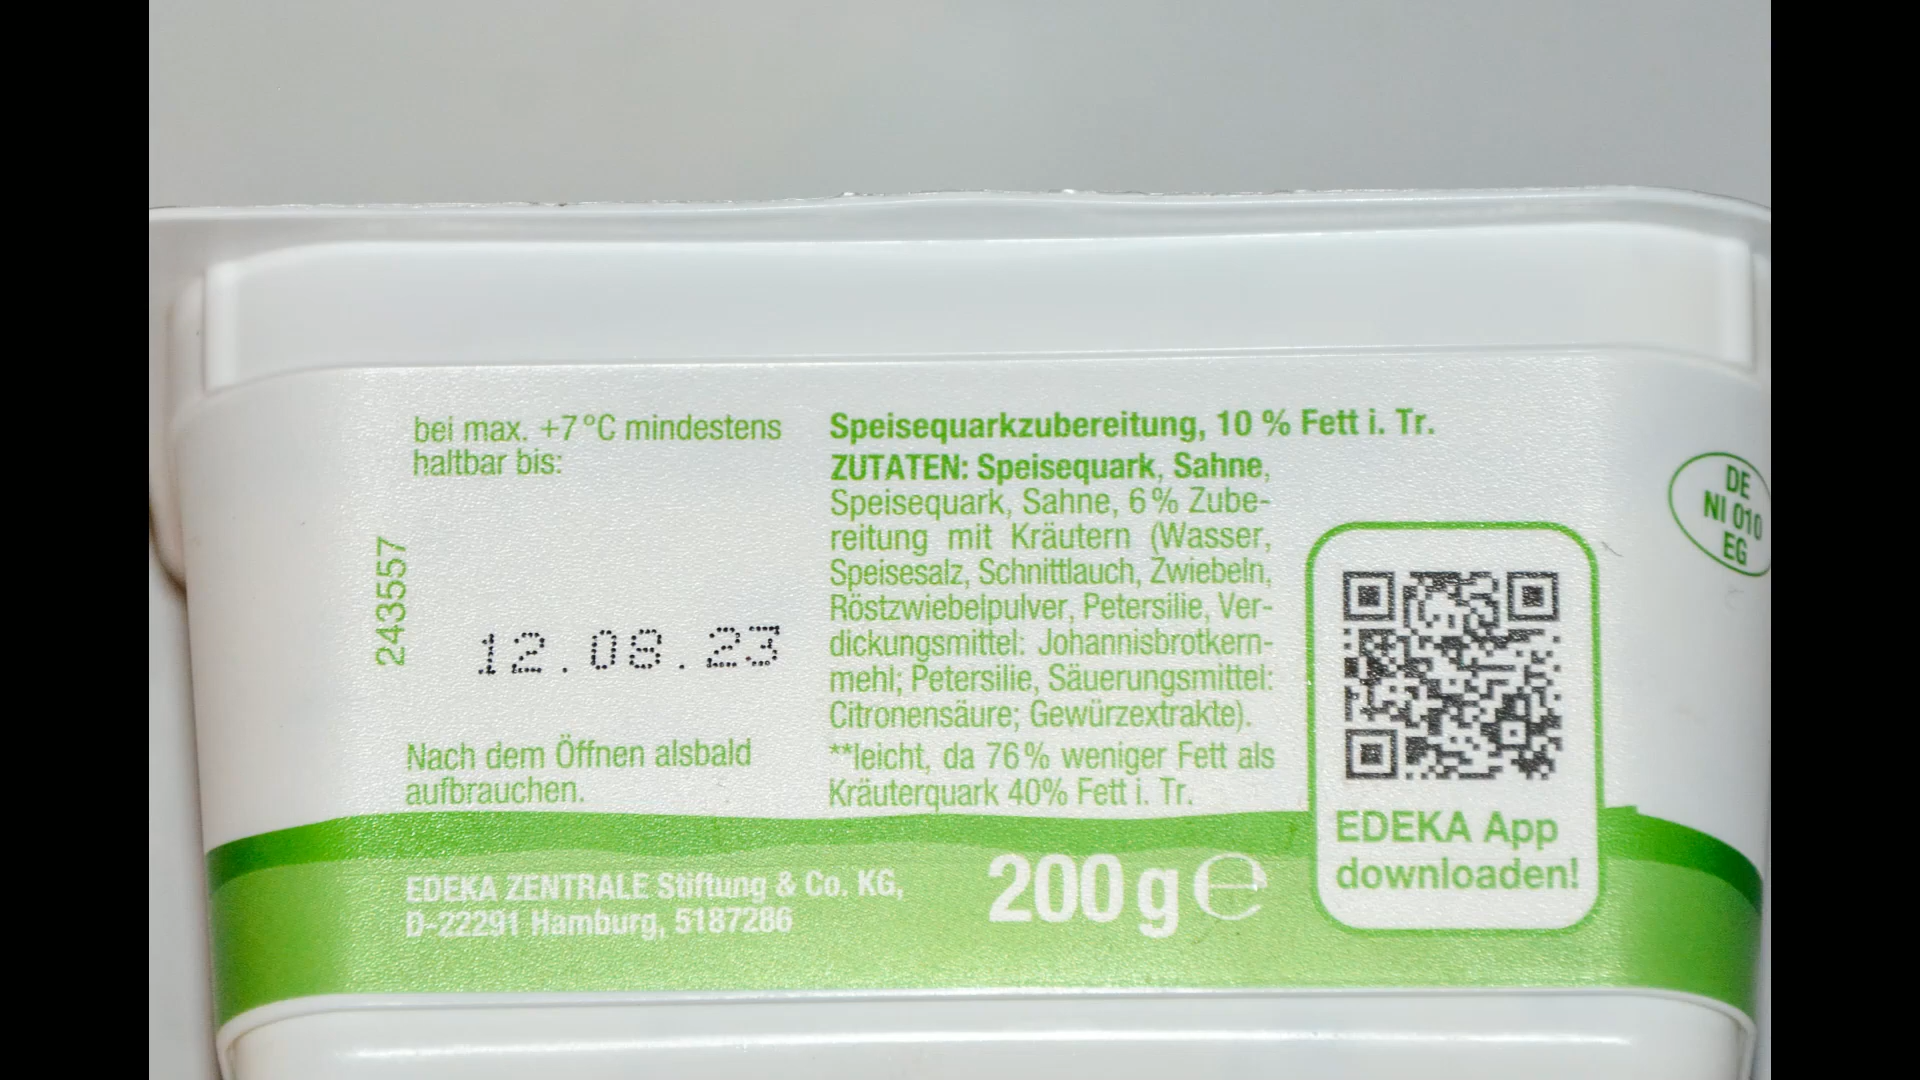 bei max. +7°C mindestens
haltbar bis:
243557
12.08.23
Nach dem Öffnen alsbald
aufbrauchen.
Speisequarkzubereitung, 10 % Fett i. Tr.
ZUTATEN: Speisequark, Sahne,
Speisequark, Sahne, 6% Zube-
reitung mit Kräutern (Wasser,
Speisesalz, Schnittlauch, Zwiebeln,
Röstzwiebelpulver, Petersilie, Ver-
dickungsmittel: Johannisbrotkern-
mehl; Petersilie, Säuerungsmittel:
Citronensäure; Gewürzextrakte).
**leicht, da 76% weniger Fett als
Kräuterquark 40% Fett i. Tr.
EDEKA ZENTRALE Stiftung & Co. KG,
D-22291 Hamburg, 5187286
200 g ℮
EDEKA App
downloaden!
DE
NI 010
EG